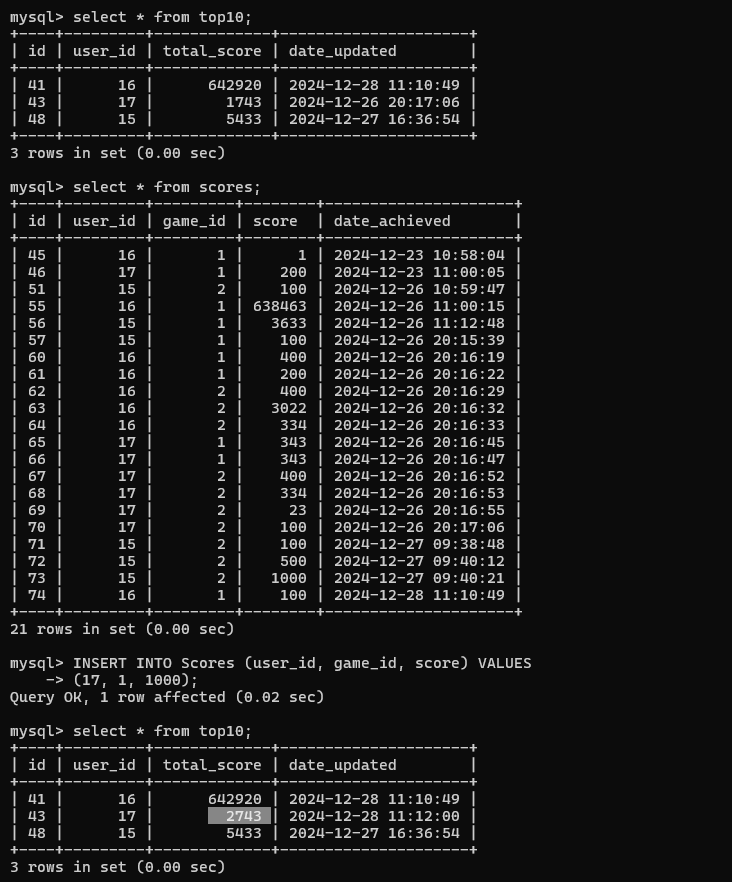 mysql> select * from top10;
+----+---------+-------------+---------------------+
| id | user_id | total_score | date_updated        |
+----+---------+-------------+---------------------+
| 41 |      16 |      642920 | 2024-12-28 11:10:49 |
| 43 |      17 |        1743 | 2024-12-26 20:17:06 |
| 48 |      15 |        5433 | 2024-12-27 16:36:54 |
+----+---------+-------------+---------------------+
3 rows in set (0.00 sec)
mysql> select * from scores;
+----+---------+---------+--------+---------------------+
| id | user_id | game_id | score  | date_achieved       |
+----+---------+---------+--------+---------------------+
| 45 |      16 |       1 |      1 | 2024-12-23 10:58:04 |
| 46 |      17 |       1 |    200 | 2024-12-23 11:00:05 |
| 51 |      15 |       2 |    100 | 2024-12-26 10:59:47 |
| 55 |      16 |       1 | 638463 | 2024-12-26 11:00:15 |
| 56 |      15 |       1 |   3633 | 2024-12-26 11:12:48 |
| 57 |      15 |       1 |    100 | 2024-12-26 20:15:39 |
| 60 |      16 |       1 |    400 | 2024-12-26 20:16:19 |
| 61 |      16 |       1 |    200 | 2024-12-26 20:16:22 |
| 62 |      16 |       2 |    400 | 2024-12-26 20:16:29 |
| 63 |      16 |       2 |   3022 | 2024-12-26 20:16:32 |
| 64 |      16 |       2 |    334 | 2024-12-26 20:16:33 |
| 65 |      17 |       1 |    343 | 2024-12-26 20:16:45 |
| 66 |      17 |       1 |    343 | 2024-12-26 20:16:47 |
| 67 |      17 |       2 |    400 | 2024-12-26 20:16:52 |
| 68 |      17 |       2 |    334 | 2024-12-26 20:16:53 |
| 69 |      17 |       2 |     23 | 2024-12-26 20:16:55 |
| 70 |      17 |       2 |    100 | 2024-12-26 20:17:06 |
| 71 |      15 |       2 |    100 | 2024-12-27 09:38:48 |
| 72 |      15 |       2 |    500 | 2024-12-27 09:40:12 |
| 73 |      15 |       2 |   1000 | 2024-12-27 09:40:21 |
| 74 |      16 |       1 |    100 | 2024-12-28 11:10:49 |
+----+---------+---------+--------+---------------------+
21 rows in set (0.00 sec)
mysql> INSERT INTO Scores (user_id, game_id, score) VALUES
    -> (17, 1, 1000);
Query OK, 1 row affected (0.02 sec)
mysql> select * from top10;
+----+---------+-------------+---------------------+
| id | user_id | total_score | date_updated        |
+----+---------+-------------+---------------------+
| 41 |      16 |      642920 | 2024-12-28 11:10:49 |
| 43 |      17 |        2743 | 2024-12-28 11:12:00 |
| 48 |      15 |        5433 | 2024-12-27 16:36:54 |
+----+---------+-------------+---------------------+
3 rows in set (0.00 sec)